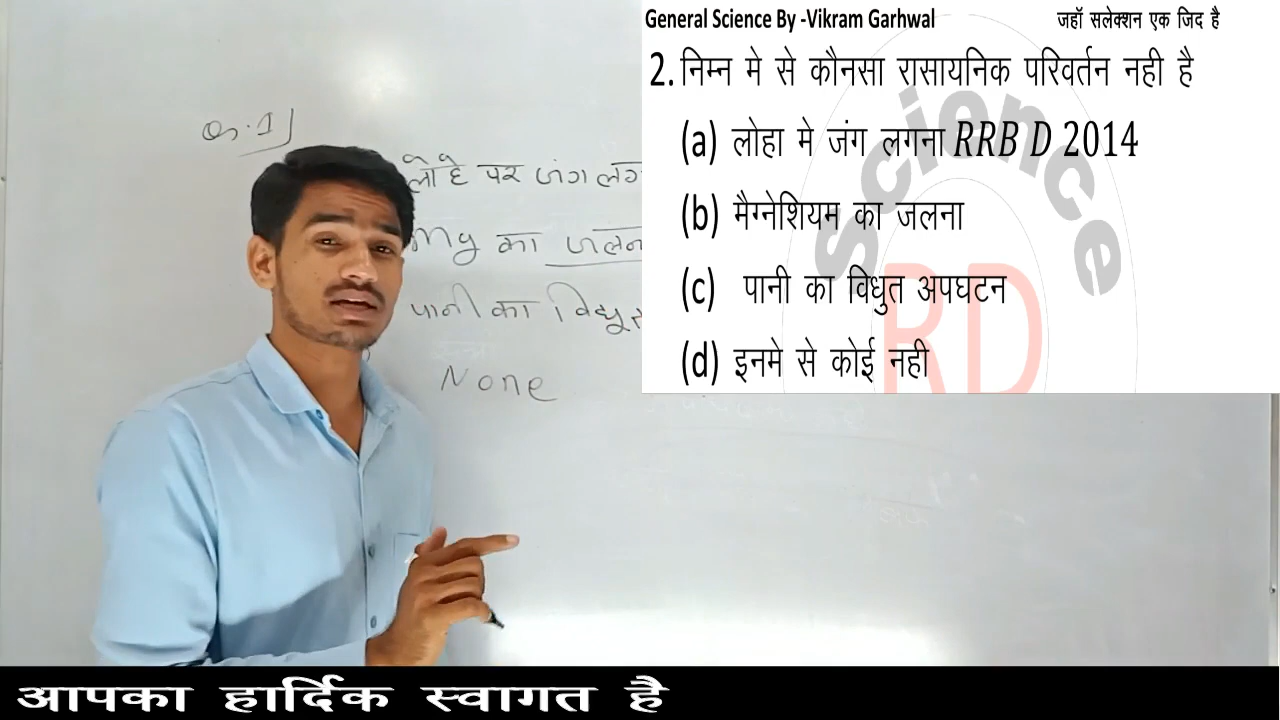 General Science By -Vikram Garhwal
जहाँ सलेक्शन एक जिद है
2. निम्न मे से कौनसा रासायनिक परिवर्तन नही है
(a) लोहा मे जंग लगना RRB D 2014
(b) मैग्नेशियम का जलना
(c) पानी का विधुत अपघटन
(d) इनमे से कोई नही
Science
RD
Q.1
लोहे पर जंग लग
Mg का जलन
पानी का विद्युत
None
आपका हार्दिक स्वागत है